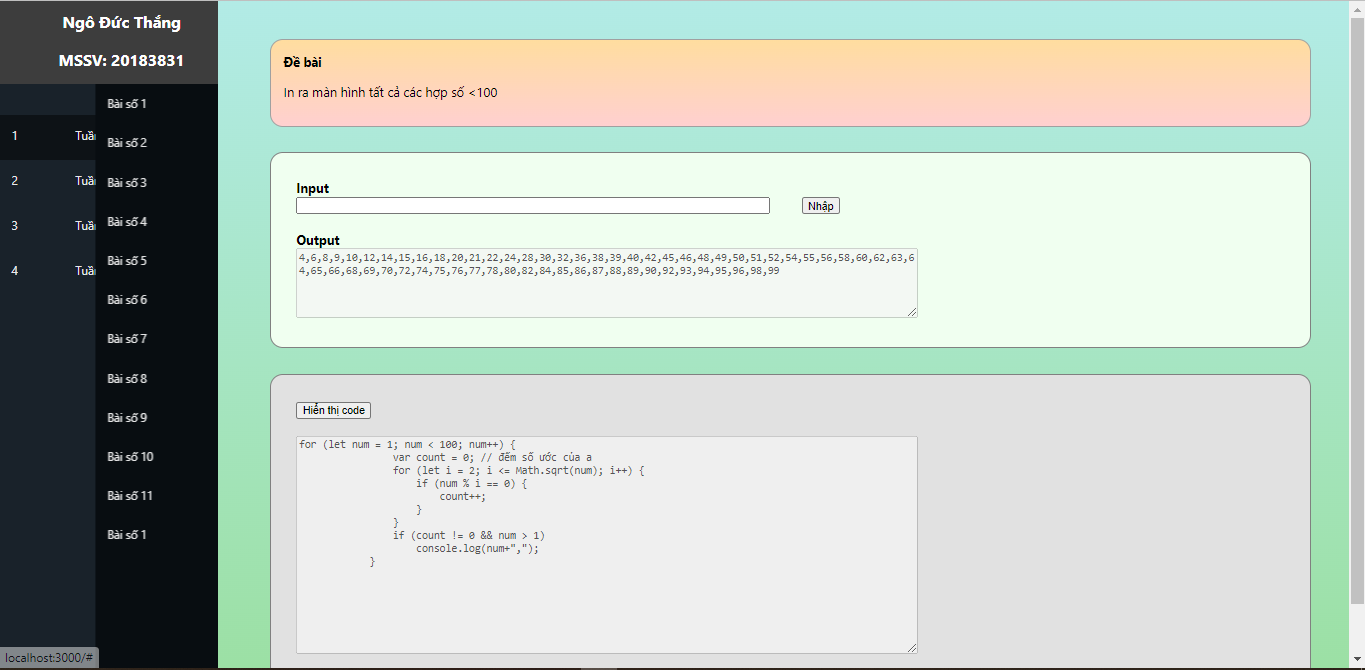 Ngô Đức Thắng
MSSV: 20183831
1 Tuầ
2 Tuầ
3 Tuầ
4 Tuầ
Bài số 1
Bài số 2
Bài số 3
Bài số 4
Bài số 5
Bài số 6
Bài số 7
Bài số 8
Bài số 9
Bài số 10
Bài số 11
Bài số 1
localhost:3000/#
Đề bài
In ra màn hình tất cả các hợp số <100
Input
Nhập
Output
4,6,8,9,10,12,14,15,16,18,20,21,22,24,28,30,32,36,38,39,40,42,45,46,48,49,50,51,52,54,55,56,58,60,62,63,6
4,65,66,68,69,70,72,74,75,76,77,78,80,82,84,85,86,87,88,89,90,92,93,94,95,96,98,99
Hiển thị code
for (let num = 1; num < 100; num++) {
var count = 0; // đếm số ước của a
for (let i = 2; i <= Math.sqrt(num); i++) {
if (num % i == 0) {
count++;
}
}
if (count != 0 && num > 1)
console.log(num+",");
}